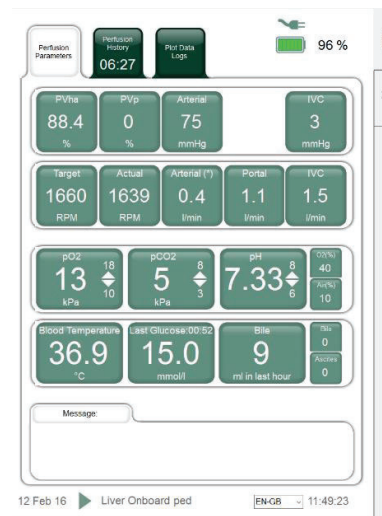 Perfusion
Parameters
Perfusion
History
06:27
Plot Data
Logs
96 %
PVha
88.4
%
PVp
0
%
Arterial
75
mmHg
IVC
3
mmHg
Target
1660
RPM
Actual
1639
RPM
Arterial (*)
0.4
l/min
Portal
1.1
l/min
IVC
1.5
l/min
pO2
13
kPa
18
10
pCO2
5
kPa
8
3
pH
7.33
8
6
O2(%)
40
Air(%)
10
Blood Temperature
36.9
°C
Last Glucose:00:52
15.0
mmol/l
Bile
9
ml in last hour
Bile
0
Ascites
0
Message:
12 Feb 16
Liver Onboard ped
EN-GB
11:49:23